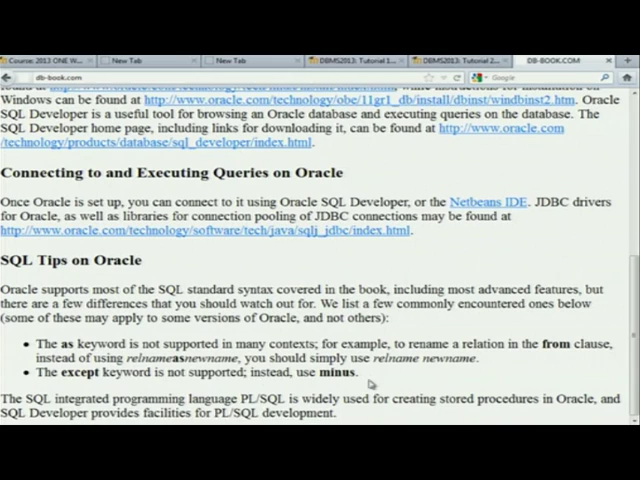 Course: 2013 ONE W...
New Tab
New Tab
DBMS2013: Tutorial 1...
DBMS2013: Tutorial 2...
DB-BOOK.COM
db-book.com
Google
Windows can be found at http://www.oracle.com/technology/obe/11gr1_db/install/dbinst/windbinst2.htm. Oracle
SQL Developer is a useful tool for browsing an Oracle database and executing queries on the database. The
SQL Developer home page, including links for downloading it, can be found at http://www.oracle.com
/technology/products/database/sql_developer/index.html.
Connecting to and Executing Queries on Oracle
Once Oracle is set up, you can connect to it using Oracle SQL Developer, or the Netbeans IDE. JDBC drivers
for Oracle, as well as libraries for connection pooling of JDBC connections may be found at
http://www.oracle.com/technology/software/tech/java/sqlj_jdbc/index.html.
SQL Tips on Oracle
Oracle supports most of the SQL standard syntax covered in the book, including most advanced features, but
there are a few differences that you should watch out for. We list a few commonly encountered ones below
(some of these may apply to some versions of Oracle, and not others):
• The as keyword is not supported in many contexts; for example, to rename a relation in the from clause,
instead of using relnameasnewname, you should simply use relname newname.
• The except keyword is not supported; instead, use minus.
The SQL integrated programming language PL/SQL is widely used for creating stored procedures in Oracle, and
SQL Developer provides facilities for PL/SQL development.